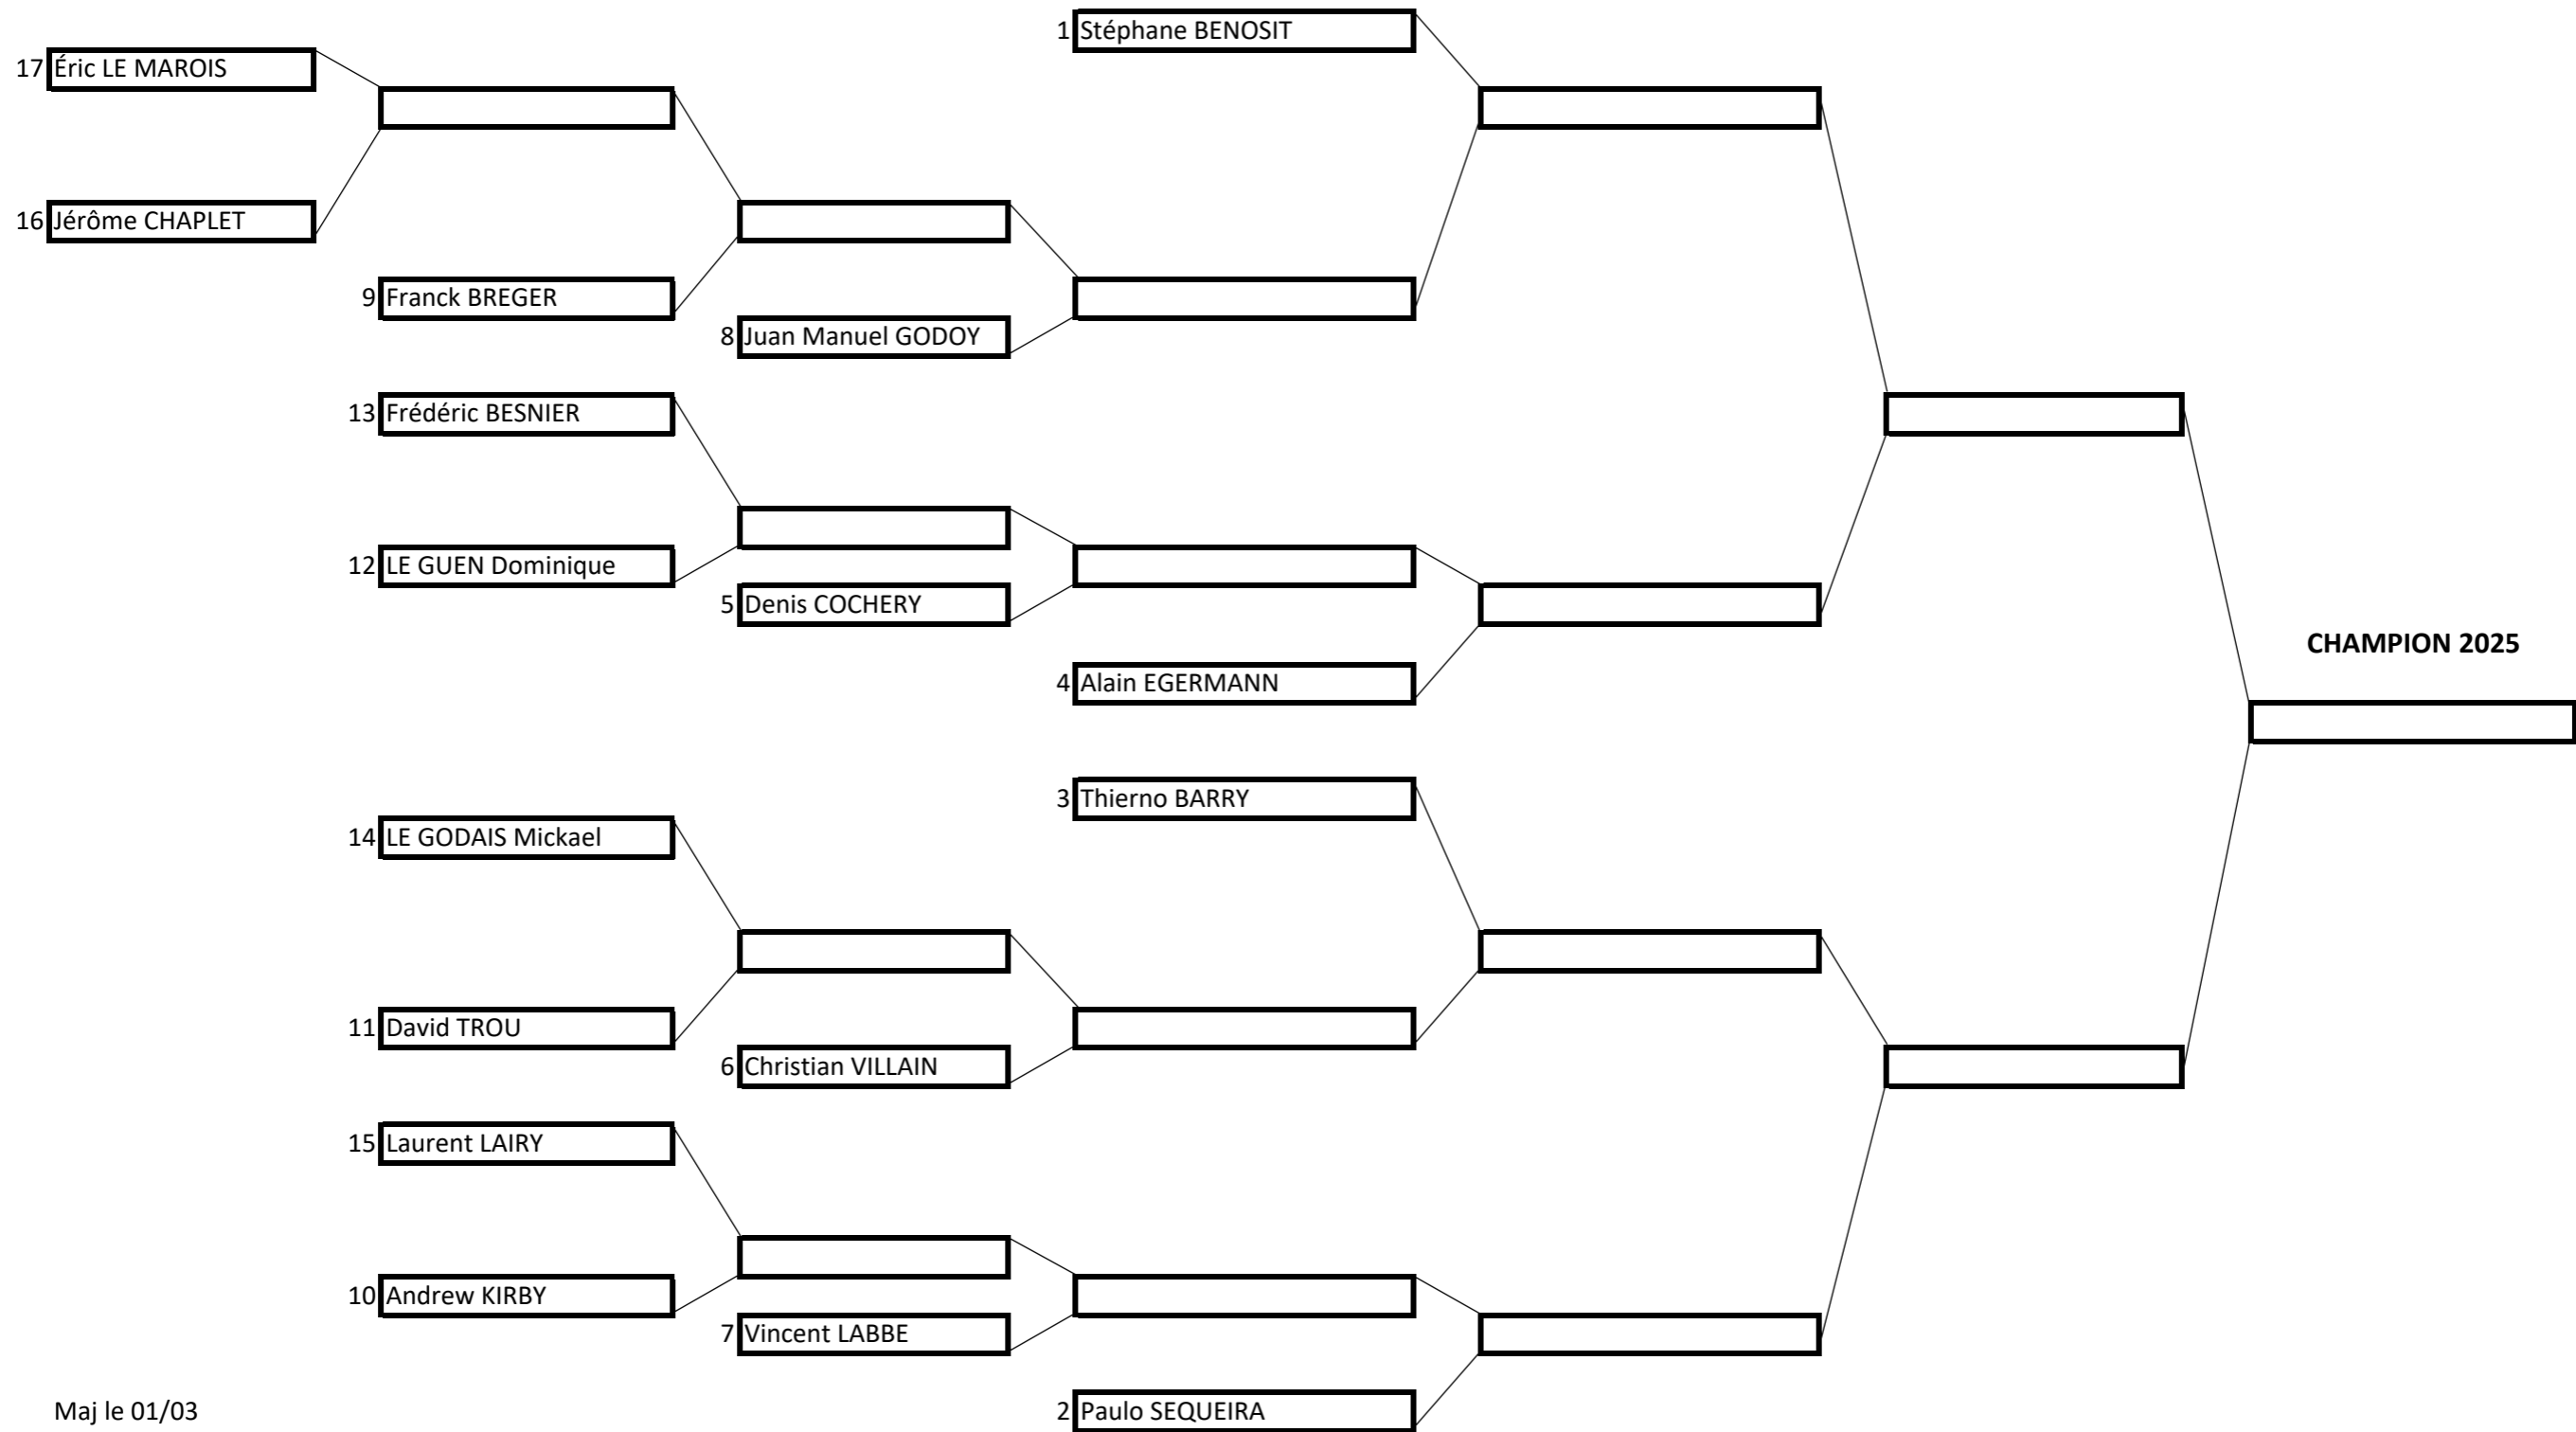 1 Stéphane BENOSIT
17 Éric LE MAROIS
16 Jérôme CHAPLET
9 Franck BREGER
8 Juan Manuel GODOY
13 Frédéric BESNIER
12 LE GUEN Dominique
5 Denis COCHERY
CHAMPION 2025
4 Alain EGERMANN
3 Thierno BARRY
14 LE GODAIS Mickael
11 David TROU
6 Christian VILLAIN
15 Laurent LAIRY
10 Andrew KIRBY
7 Vincent LABBE
Maj le 01/03
2 Paulo SEQUEIRA